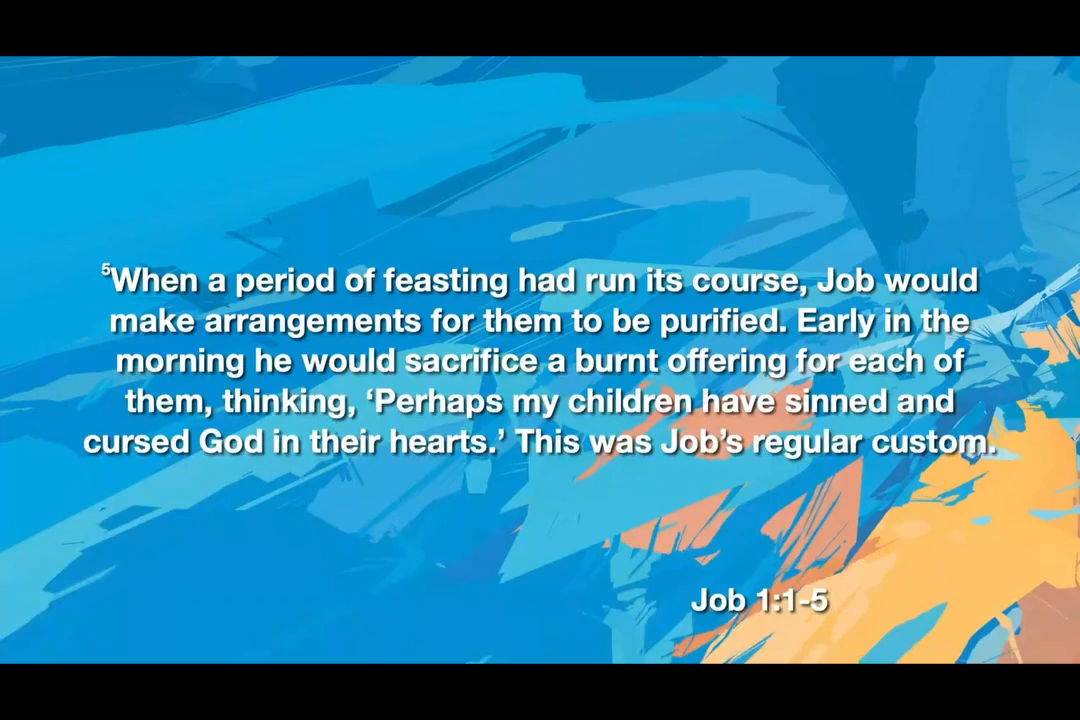 ⁵When a period of feasting had run its course, Job would
make arrangements for them to be purified. Early in the
morning he would sacrifice a burnt offering for each of
them, thinking, ‘Perhaps my children have sinned and
cursed God in their hearts.’ This was Job’s regular custom.
Job 1:1-5